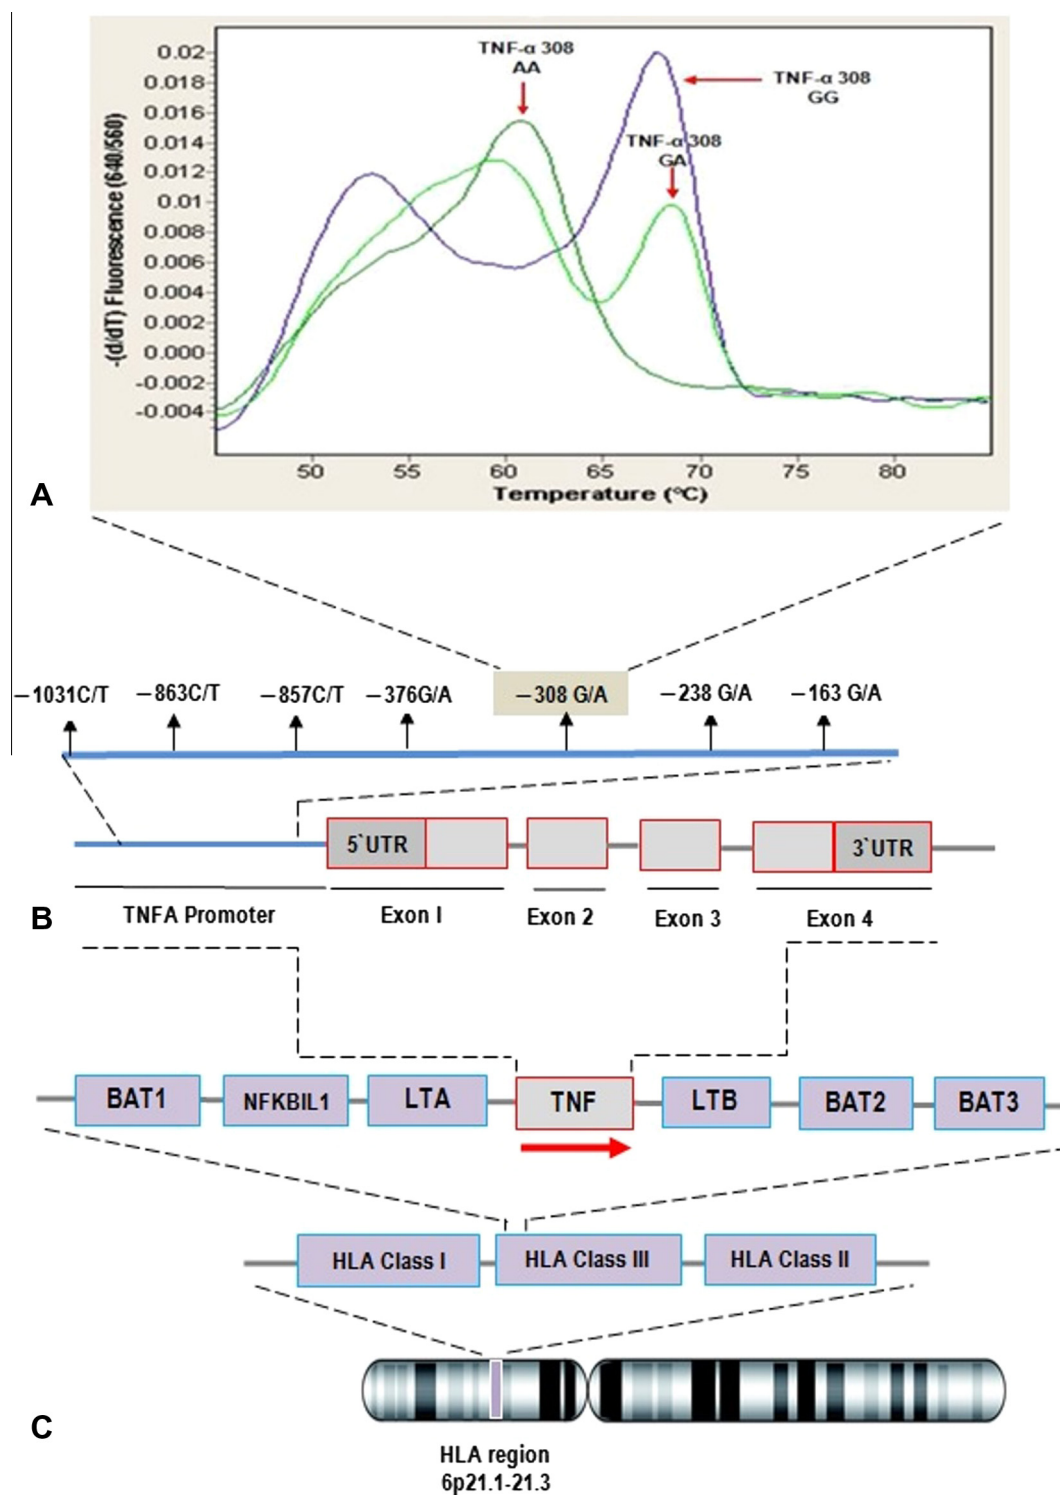 TNF-α 308
AA
TNF-α 308
GG
TNF-α 308
GA
0.02
0.018
0.016
0.014
0.012
0.01
0.008
0.006
0.004
0.002
0.000
-0.002
-0.004
-(d/dT) Fluorescence (640/560)
50 55 60 65 70 75 80
Temperature (°C)
A
−1031C/T −863C/T −857C/T −376G/A −308 G/A −238 G/A −163 G/A
5`UTR 3`UTR
TNFA Promoter Exon I Exon 2 Exon 3 Exon 4
B
BAT1 NFKBIL1 LTA TNF LTB BAT2 BAT3
HLA Class I HLA Class III HLA Class II
C
HLA region
6p21.1-21.3